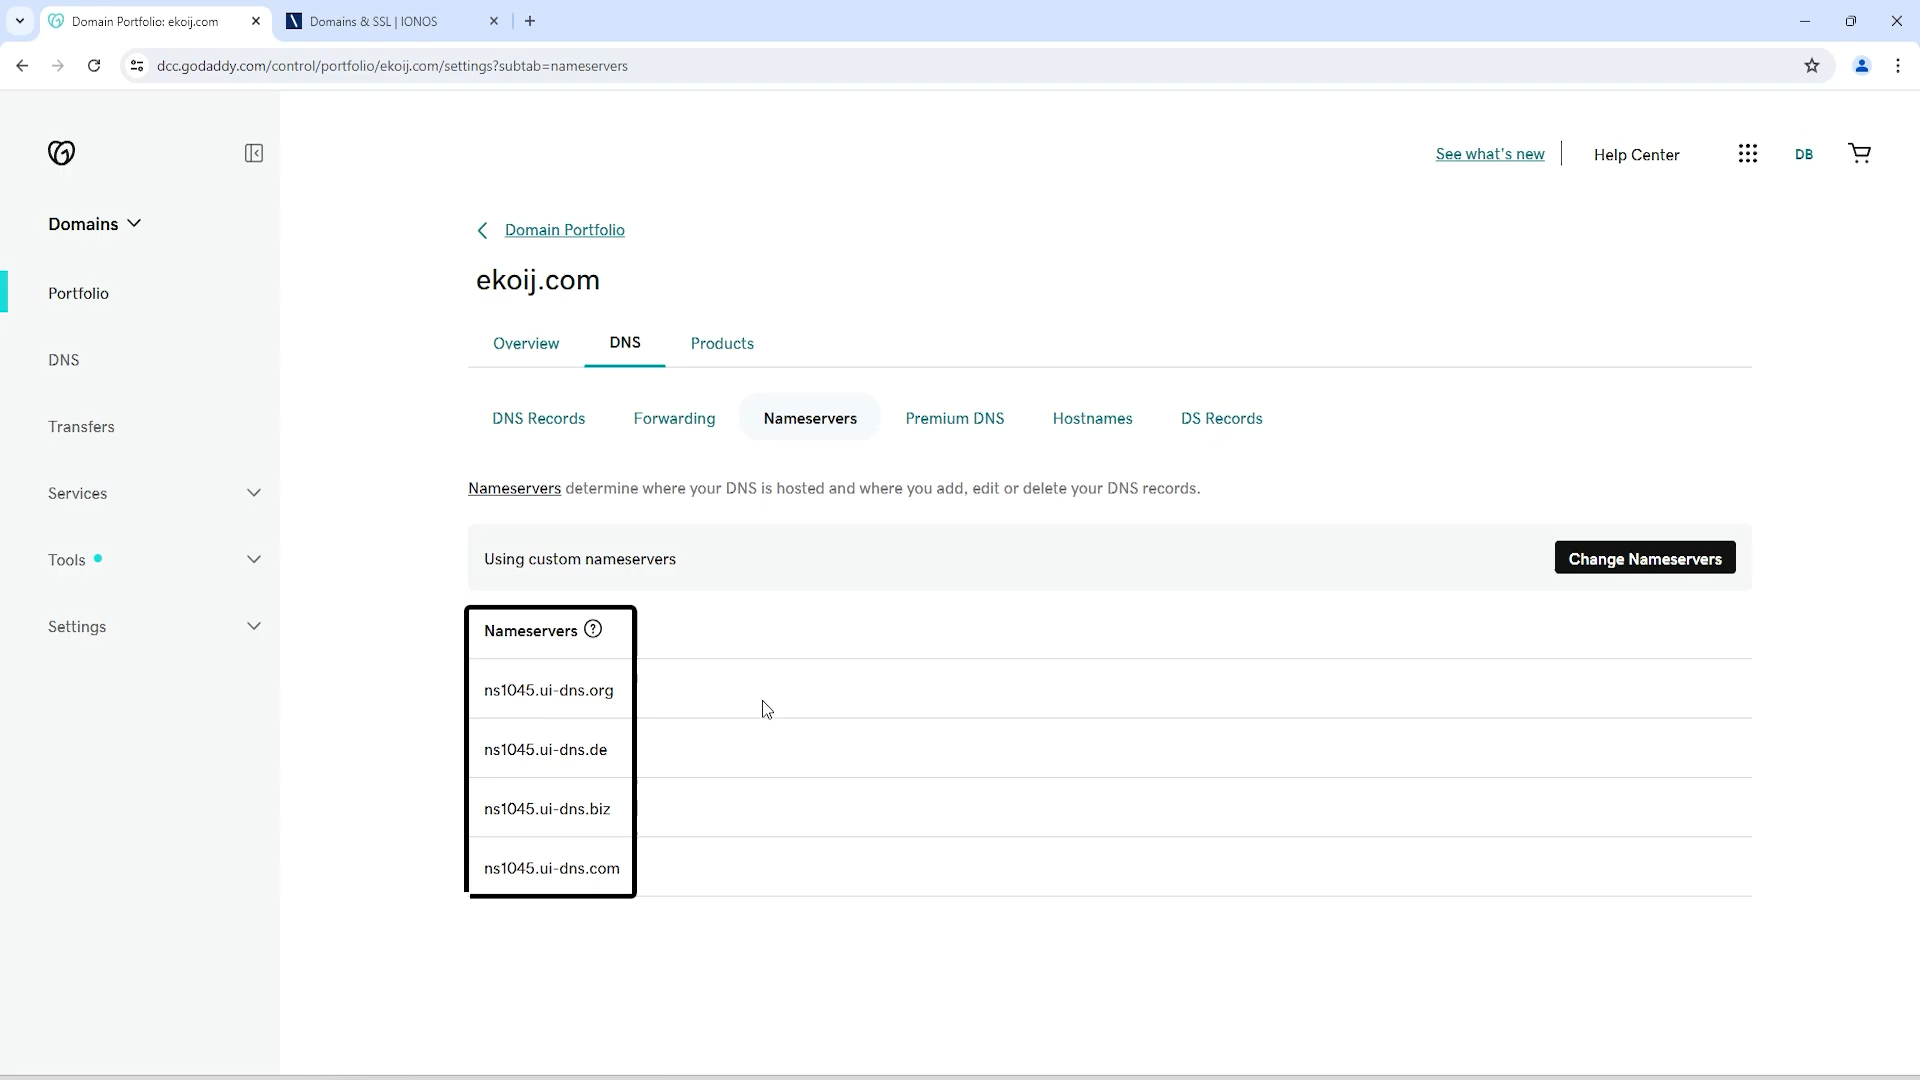 Domain Portfolio: ekoij.com
Domains & SSL | IONOS
dcc.godaddy.com/control/portfolio/ekoij.com/settings?subtab=nameservers
See what's new
Help Center
DB
Domains
Portfolio
DNS
Transfers
Services
Tools
Settings
Domain Portfolio
ekoij.com
Overview
DNS
Products
DNS Records
Forwarding
Nameservers
Premium DNS
Hostnames
DS Records
Nameservers determine where your DNS is hosted and where you add, edit or delete your DNS records.
Using custom nameservers
Change Nameservers
Nameservers ?
ns1045.ui-dns.org
ns1045.ui-dns.de
ns1045.ui-dns.biz
ns1045.ui-dns.com